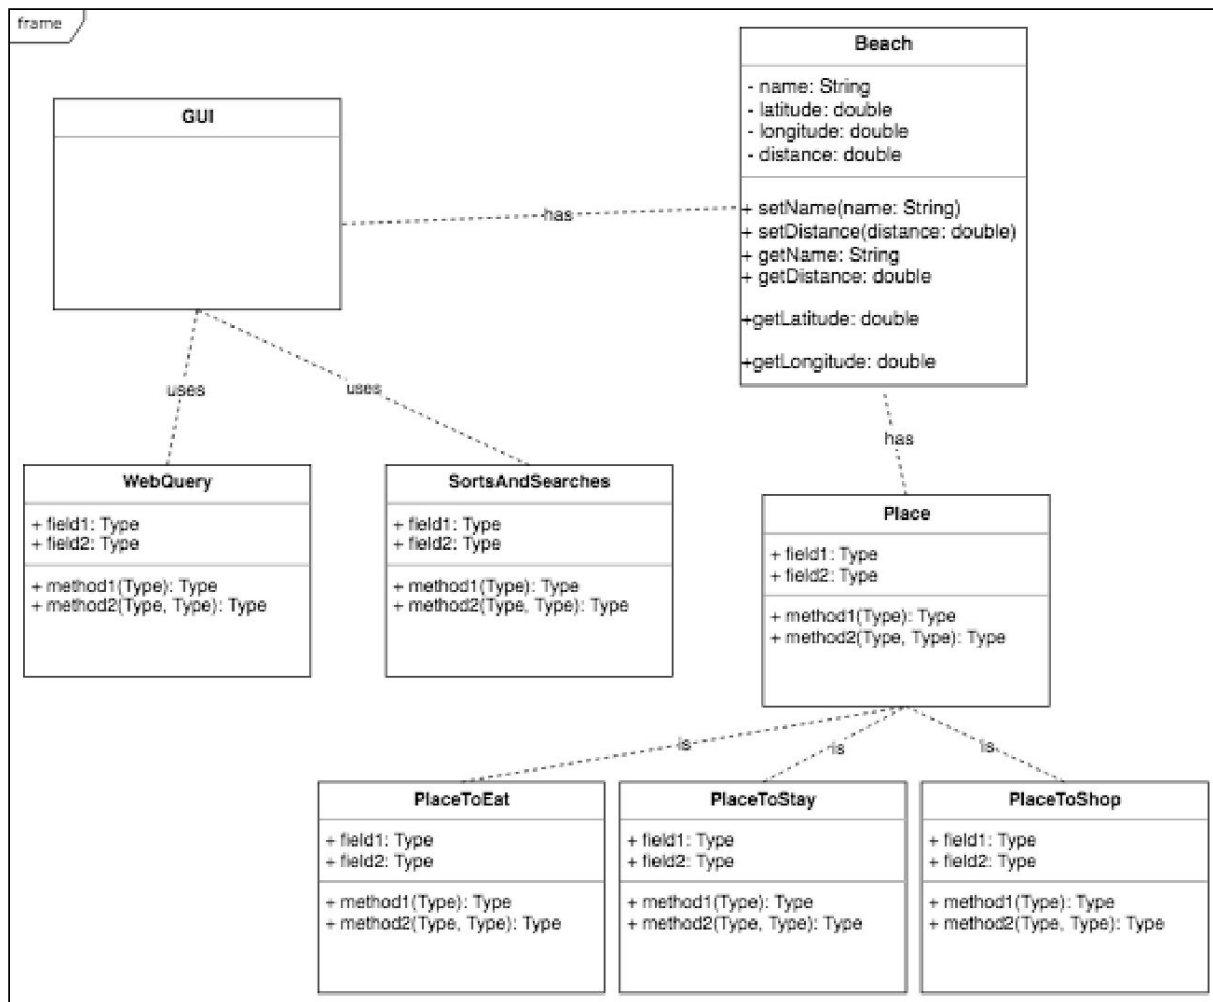 frame
GUI
Beach
- name: String
- latitude: double
- longitude: double
- distance: double
+ setName(name: String)
+ setDistance(distance: double)
+ getName: String
+ getDistance: double
+getLatitude: double
+getLongitude: double
has
uses
uses
has
WebQuery
+ field1: Type
+ field2: Type
+ method1(Type): Type
+ method2(Type, Type): Type
SortsAndSearches
+ field1: Type
+ field2: Type
+ method1(Type): Type
+ method2(Type, Type): Type
Place
+ field1: Type
+ field2: Type
+ method1(Type): Type
+ method2(Type, Type): Type
is
is
is
PlaceToEat
+ field1: Type
+ field2: Type
+ method1(Type): Type
+ method2(Type, Type): Type
PlaceToStay
+ field1: Type
+ field2: Type
+ method1(Type): Type
+ method2(Type, Type): Type
PlaceToShop
+ field1: Type
+ field2: Type
+ method1(Type): Type
+ method2(Type, Type): Type